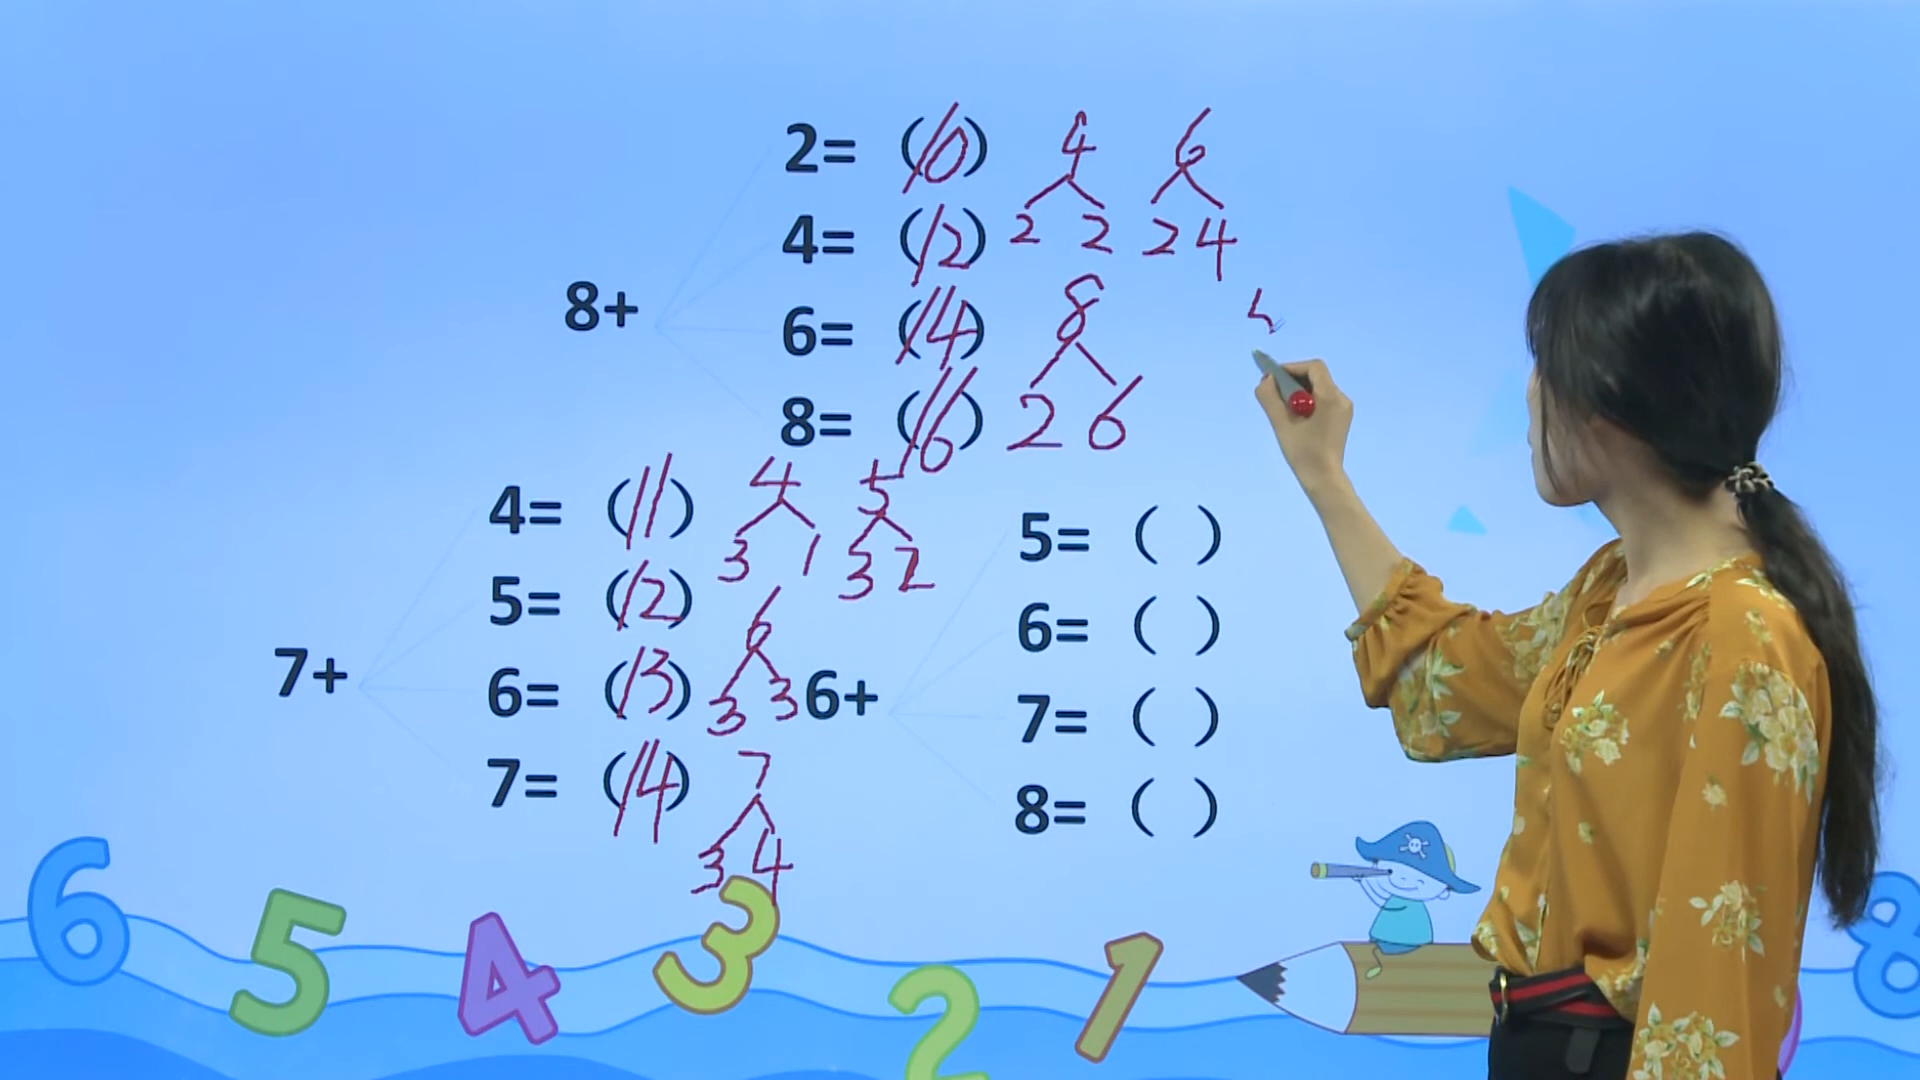 2= (10) 4 6
2 2 2 4
4= (12)
8+
6= (14) 8
8= (16) 2 6
4= (11) 4 5
3 1 3 2
5= (12)
7+
6= (13) 6
3 3
7= (14) 7
3 4
5= ( )
6= ( )
6+
7= ( )
8= ( )
6 5 4 3 2 1 8